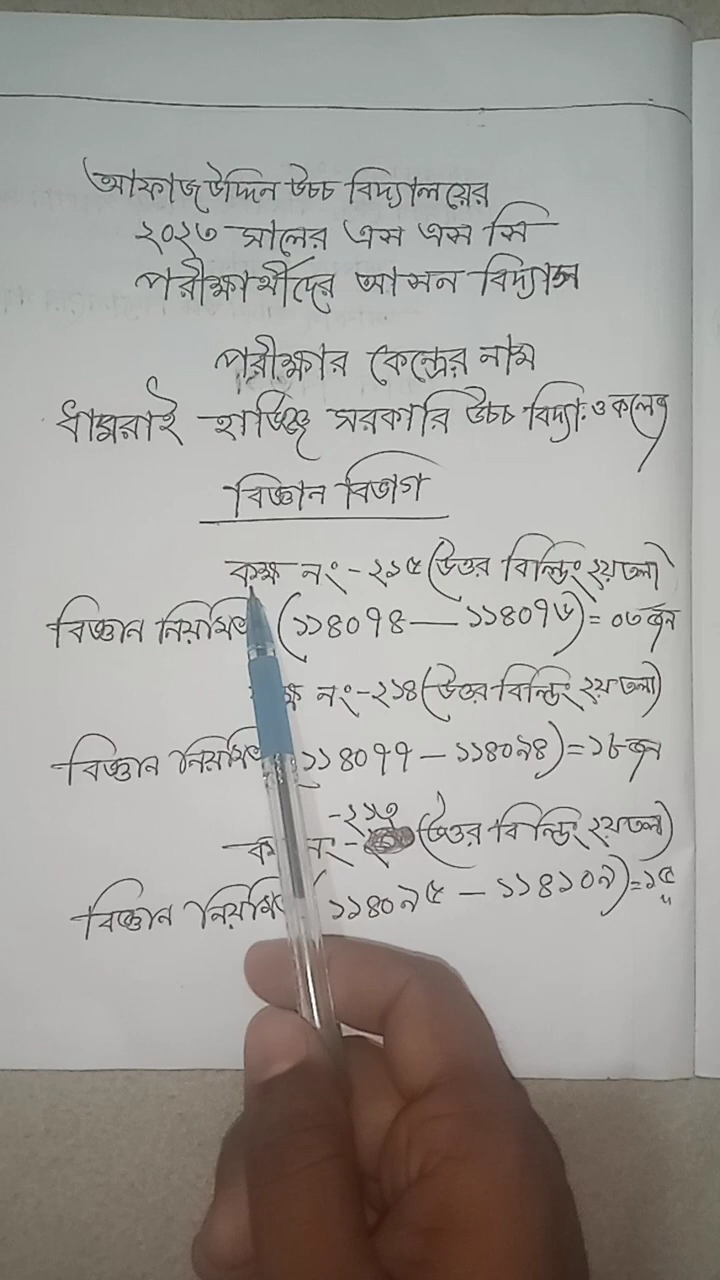 আফাজ উদ্দিন উচ্চ বিদ্যালয়ের
২০২৩ সালের এস এস সি
পরীক্ষার্থীদের আসন বিদ্যাস
পরীক্ষার কেন্দ্রের নাম
ধামরাই হার্ডিঞ্জ সরকারি উচ্চ বিদ্যা: ও কলেজ
বিজ্ঞান বিভাগ
কক্ষ নং - ২১৫ (উত্তর বিল্ডিং ২য় তলা)
বিজ্ঞান নিয়মিত (১১৪০৭৪ — ১১৪০৭৬) = ০৩ জন
নং - ২১৪ (উত্তর বিল্ডিং ২য় তলা)
বিজ্ঞান নিয়মিত ১১৪০৭৭ — ১১৪০৯৪) = ১৮ জন
নং - ২১৩ (উত্তর বিল্ডিং ২য় তলা)
বিজ্ঞান নিয়মিত (১১৪০৯৫ — ১১৪১০৯) = ১৫ "